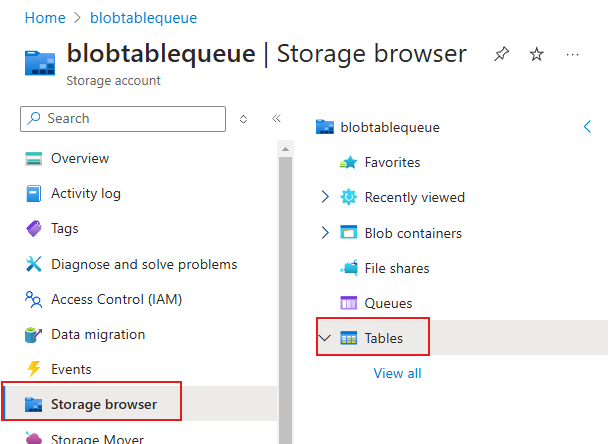 Home > blobtablequeue
blobtablequeue | Storage browser
Storage account
Search
Overview
Activity log
Tags
Diagnose and solve problems
Access Control (IAM)
Data migration
Events
Storage browser
Storage Mover
blobtablequeue
Favorites
Recently viewed
Blob containers
File shares
Queues
Tables
View all